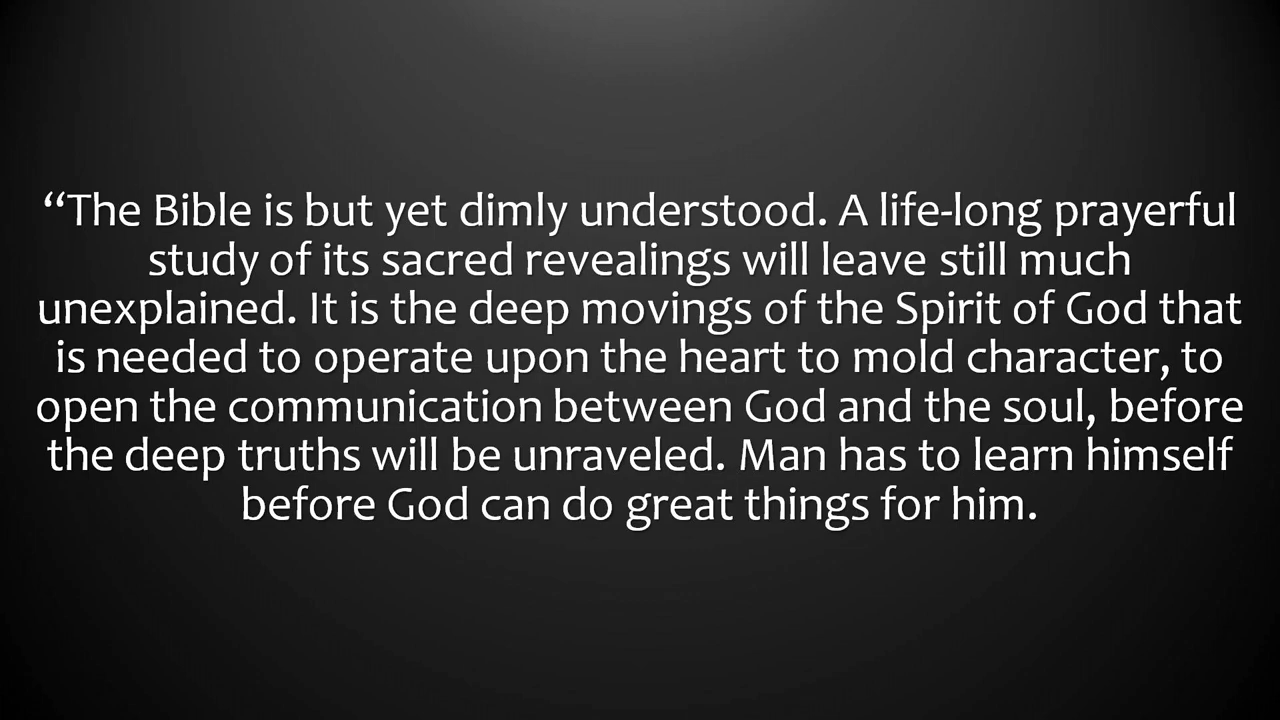 “The Bible is but yet dimly understood. A life-long prayerful
study of its sacred revealings will leave still much
unexplained. It is the deep movings of the Spirit of God that
is needed to operate upon the heart to mold character, to
open the communication between God and the soul, before
the deep truths will be unraveled. Man has to learn himself
before God can do great things for him.